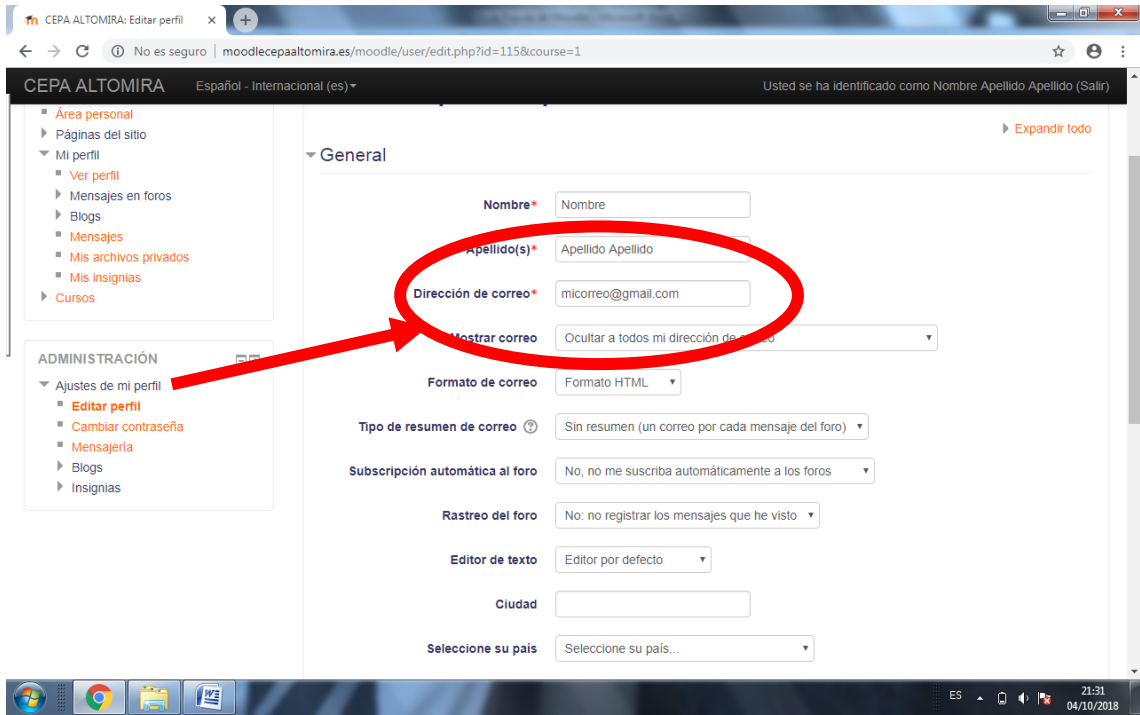 CEPA ALTOMIRA: Editar perfil
No es seguro | moodlecepaaltomira.es/moodle/user/edit.php?id=115&course=1
CEPA ALTOMIRA Español - Internacional (es) Usted se ha identificado como Nombre Apellido Apellido (Salir)
Área personal
Páginas del sitio
Mi perfil
Ver perfil
Mensajes en foros
Blogs
Mensajes
Mis archivos privados
Mis insignias
Cursos
ADMINISTRACIÓN
Ajustes de mi perfil
Editar perfil
Cambiar contraseña
Mensajería
Blogs
Insignias
Expandir todo
General
Nombre* Nombre
Apellido(s)* Apellido Apellido
Dirección de correo* micorreo@gmail.com
Mostrar correo Ocultar a todos mi dirección de correo
Formato de correo Formato HTML
Tipo de resumen de correo Sin resumen (un correo por cada mensaje del foro)
Subscripción automática al foro No, no me suscriba automáticamente a los foros
Rastreo del foro No: no registrar los mensajes que he visto
Editor de texto Editor por defecto
Ciudad
Seleccione su país Seleccione su país...
ES 21:31
04/10/2018